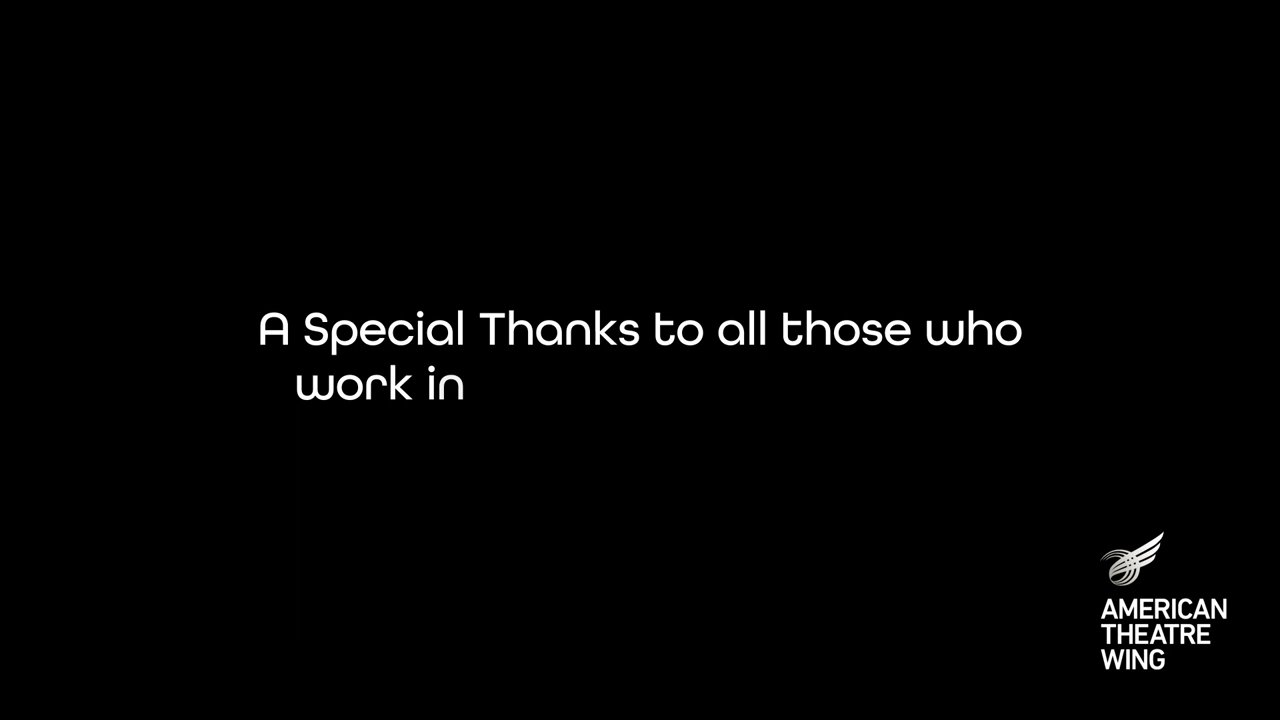 A Special Thanks to all those who
work in
AMERICAN
THEATRE
WING